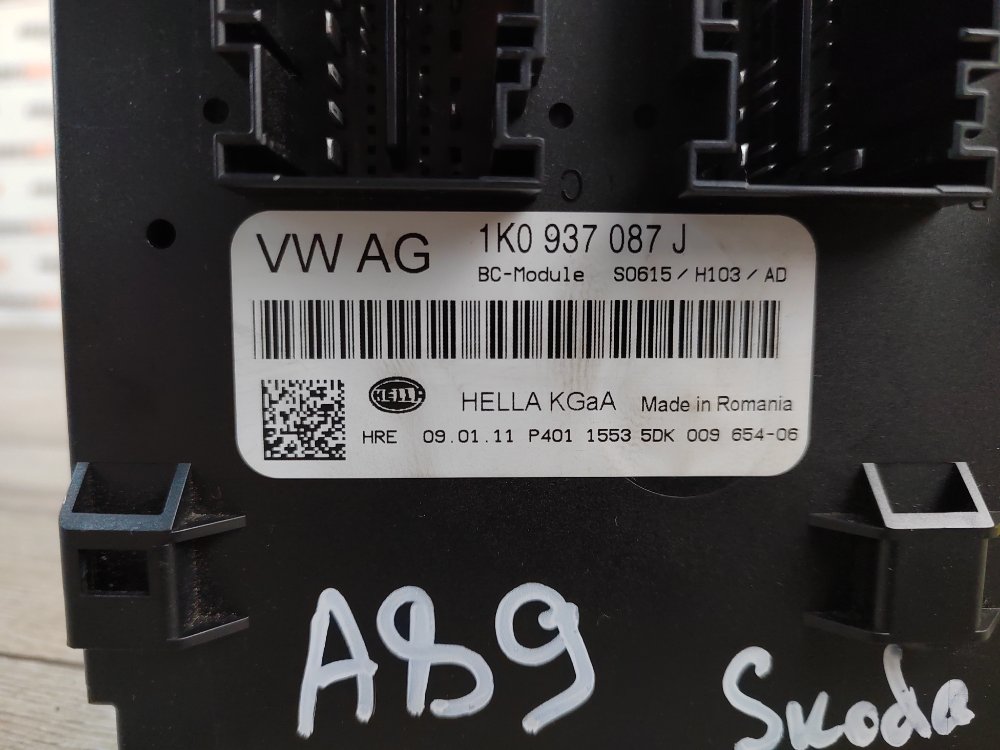 C
VW AG 1K0 937 087 J
BC-Module S0615 / H103 / AD
HELLA HELLA KGaA Made in Romania
HRE 09.01.11 P401 1553 5DK 009 654-06
A89
Skoda